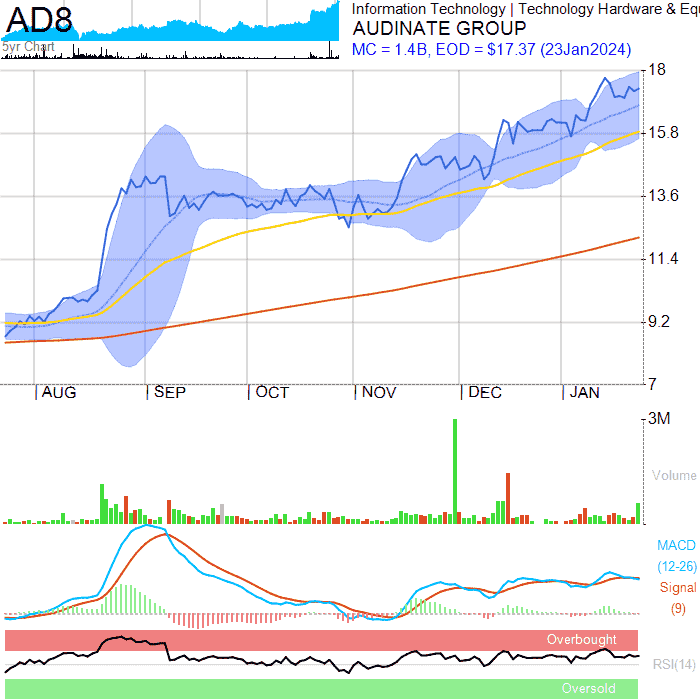 AD8
5yr Chart
Information Technology | Technology Hardware & Equ
AUDINATE GROUP
MC = 1.4B, EOD = $17.37 (23Jan2024)
18
15.8
13.6
11.4
9.2
7
AUG
SEP
OCT
NOV
DEC
JAN
3M
Volume
MACD
(12-26)
Signal
(9)
Overbought
RSI(14)
Oversold